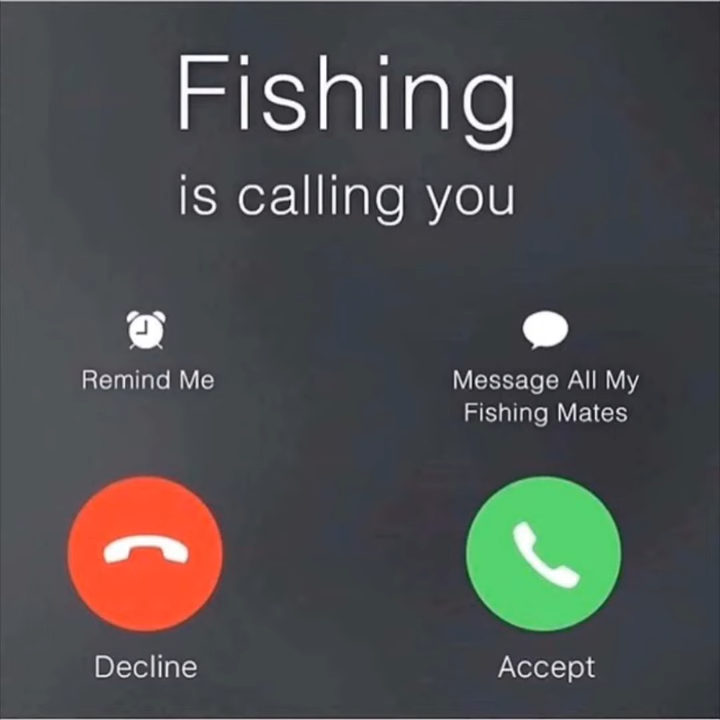 Fishing
is calling you
Remind Me
Message All My
Fishing Mates
Decline
Accept